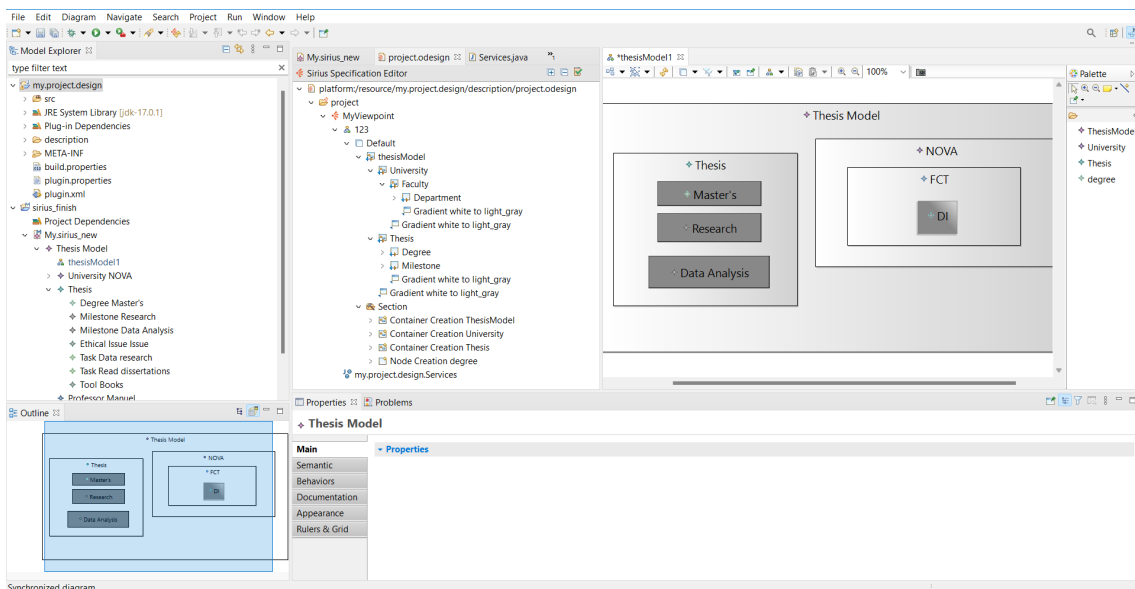 File Edit Diagram Navigate Search Project Run Window Help
Model Explorer
type filter text
my.project.design
src
JRE System Library [jdk-17.0.1]
Plug-in Dependencies
description
META-INF
build.properties
plugin.properties
plugin.xml
sirius_finish
Project Dependencies
My.sirius_new
Thesis Model
thesisModel1
University NOVA
Thesis
Degree Master's
Milestone Research
Milestone Data Analysis
Ethical Issue Issue
Task Data research
Task Read dissertations
Tool Books
Professor Manuel
My.sirius_new project.odesign Services.java »1
Sirius Specification Editor
platform:/resource/my.project.design/description/project.odesign
project
MyViewpoint
123
Default
thesisModel
University
Faculty
Department
Gradient white to light_gray
Gradient white to light_gray
Thesis
Degree
Milestone
Gradient white to light_gray
Gradient white to light_gray
Section
Container Creation ThesisModel
Container Creation University
Container Creation Thesis
Node Creation degree
my.project.design.Services
*thesisModel1
100%
Thesis Model
Thesis
Master's
Research
Data Analysis
NOVA
FCT
DI
Palette
ThesisModel
University
Thesis
degree
Outline
Thesis Model
Thesis
Master's
Research
Data Analysis
NOVA
FCT
DI
Properties Problems
Thesis Model
Main
Semantic
Behaviors
Documentation
Appearance
Rulers & Grid
Properties
Synchronized diagram